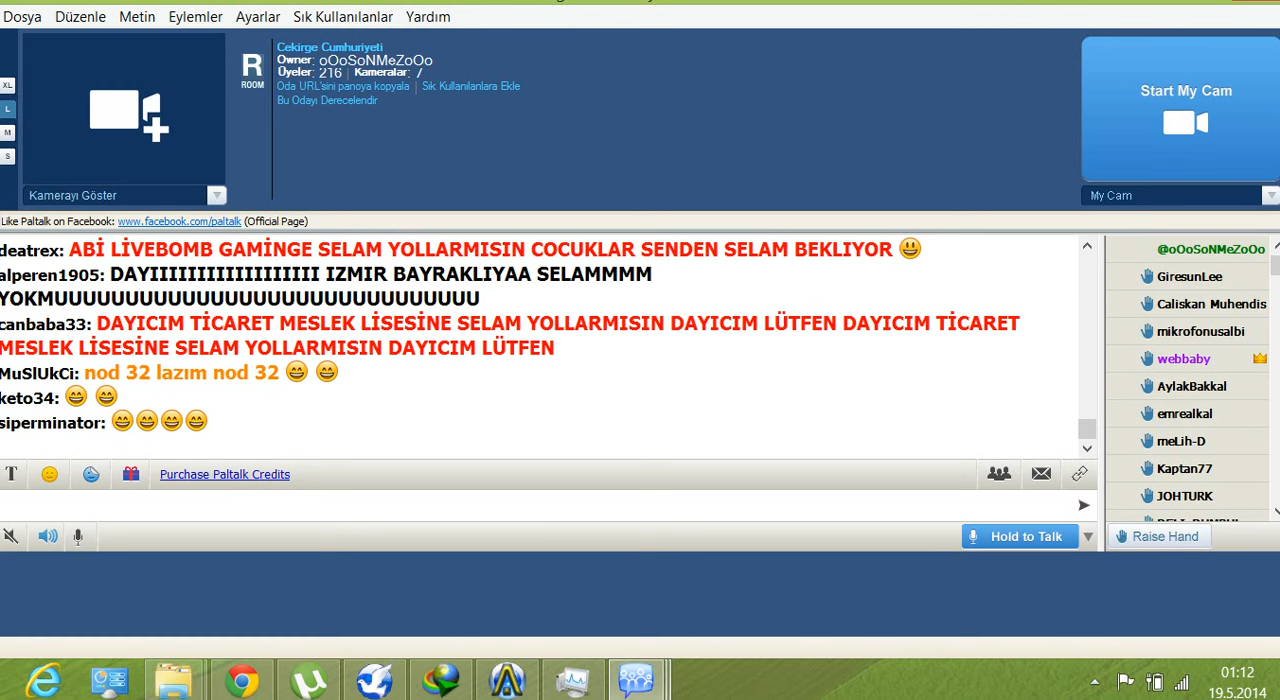 Dosya Düzenle Metin Eylemler Ayarlar Sık Kullanılanlar Yardım
XL
L
M
S
Kamerayı Göster
R
ROOM
Cekirge Cumhuriyeti
Owner: oOoSoNMeZoOo
Üyeler: 216 | Kameralar: 7
Oda URL'sini panoya kopyala | Sık Kullanılanlara Ekle
Bu Odayı Derecelendir
Start My Cam
My Cam
Like Paltalk on Facebook: www.facebook.com/paltalk (Official Page)
deatrex: ABİ LİVEBOMB GAMİNGE SELAM YOLLARMISIN COCUKLAR SENDEN SELAM BEKLIYOR
alperen1905: DAYIIIIIIIIIIIIIIIIII IZMIR BAYRAKLIYAA SELAMMMM
YOKMUUUUUUUUUUUUUUUUUUUUUUUUUUUUUU
canbaba33: DAYICIM TİCARET MESLEK LİSESİNE SELAM YOLLARMISIN DAYICIM LÜTFEN DAYICIM TİCARET
MESLEK LİSESİNE SELAM YOLLARMISIN DAYICIM LÜTFEN
MuSlUkCi: nod 32 lazım nod 32
keto34:
siperminator:
@oOoSoNMeZoOo
GiresunLee
Caliskan Muhendis
mikrofonusalbi
webbaby
AylakBakkal
emrealkal
meLih-D
Kaptan77
JOHTURK
T Purchase Paltalk Credits
Hold to Talk
Raise Hand
01:12
19.5.2014